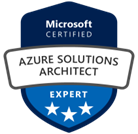 Microsoft
CERTIFIED
AZURE SOLUTIONS
ARCHITECT
EXPERT